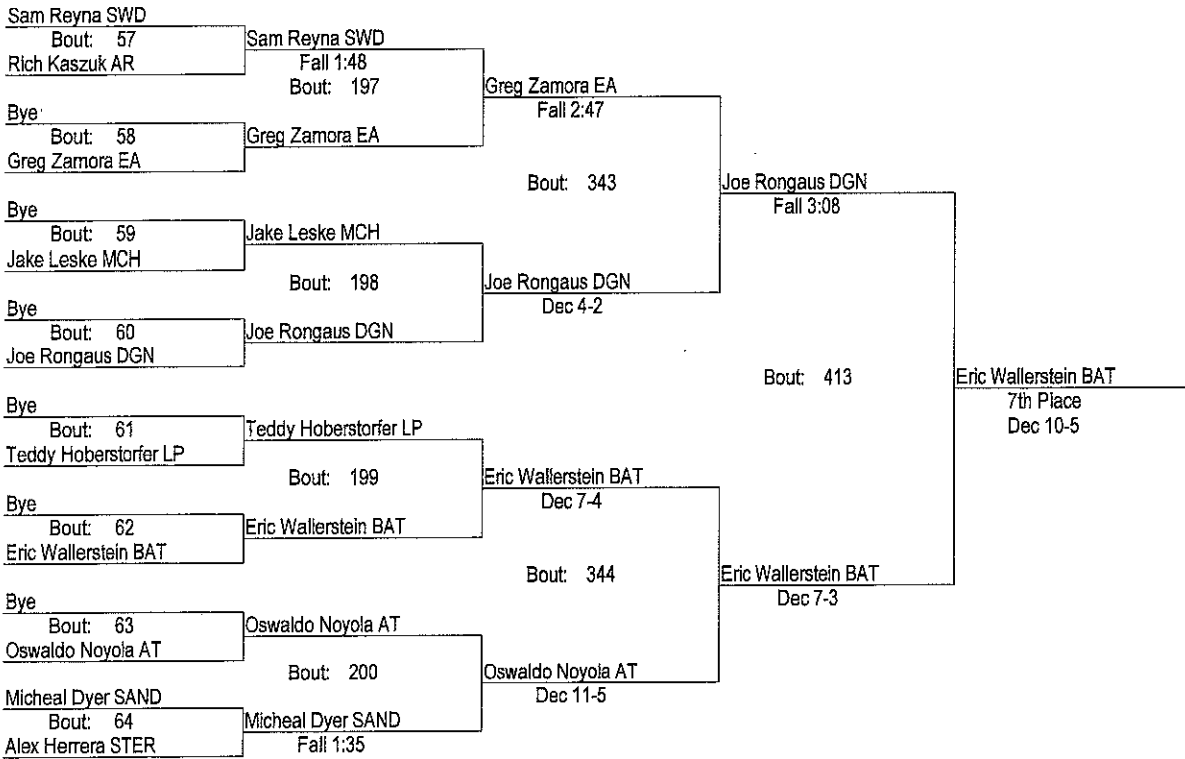 Sam Reyna SWD
Bout: 57
Rich Kaszuk AR
Bye
Bout: 58
Greg Zamora EA
Bye
Bout: 59
Jake Leske MCH
Bye
Bout: 60
Joe Rongaus DGN
Bye
Bout: 61
Teddy Hoberstorfer LP
Bye
Bout: 62
Eric Wallerstein BAT
Bye
Bout: 63
Oswaldo Noyola AT
Micheal Dyer SAND
Bout: 64
Alex Herrera STER
Sam Reyna SWD
Fall 1:48
Bout: 197
Greg Zamora EA
Jake Leske MCH
Bout: 198
Joe Rongaus DGN
Teddy Hoberstorfer LP
Bout: 199
Eric Wallerstein BAT
Oswaldo Noyola AT
Bout: 200
Micheal Dyer SAND
Fall 1:35
Greg Zamora EA
Fall 2:47
Bout: 343
Joe Rongaus DGN
Dec 4-2
Eric Wallerstein BAT
Dec 7-4
Bout: 344
Oswaldo Noyola AT
Dec 11-5
Joe Rongaus DGN
Fall 3:08
Bout: 413
Eric Wallerstein BAT
Dec 7-3
Eric Wallerstein BAT
7th Place
Dec 10-5